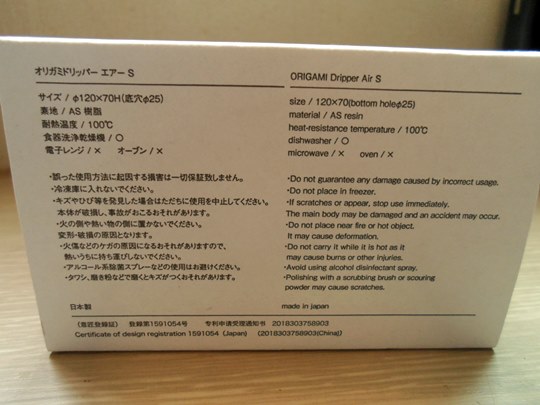 オリガミドリッパー エアー S
サイズ / φ120×70H(底穴φ25)
素地 / AS 樹脂
耐熱温度 / 100℃
食器洗浄乾燥機 / ○
電子レンジ / × オーブン / ×
・誤った使用方法に起因する損害は一切保証致しません。
・冷凍庫に入れないでください。
・キズやひび等を発見した場合はただちに使用を中止してください。
本体が破損し、事故がおこるおそれがあります。
・火の側や熱い物の側に置かないでください。
変形・破損の原因となります。
・火傷などのケガの原因になるおそれがありますので、
熱いうちに持ち運びしないでください。
・アルコール系除菌スプレーなどの使用はお避けください。
・タワシ、磨き粉などで磨くとキズがつくおそれがあります。
日本製
ORIGAMI Dripper Air S
size / 120×70(bottom holeφ25)
material / AS resin
heat-resistance temperature / 100℃
dishwasher / ○
microwave / × oven / ×
・Do not guarantee any damage caused by incorrect usage.
・Do not place in freezer.
・If scratches or appear, stop use immediately.
The main body may be damaged and an accident may occur.
・Do not place near fire or hot object.
It may cause deformation.
・Do not carry it while it is hot as it
may cause burns or other injuries.
・Avoid using alcohol disinfectant spray.
・Polishing with a scrubbing brush or scouring
powder may cause scratches.
made in japan
(意匠登録証) 登録第1591054号 专利申请受理通知书 2018303758903
Certificate of design registration 1591054 (Japan) (2018303758903(China))